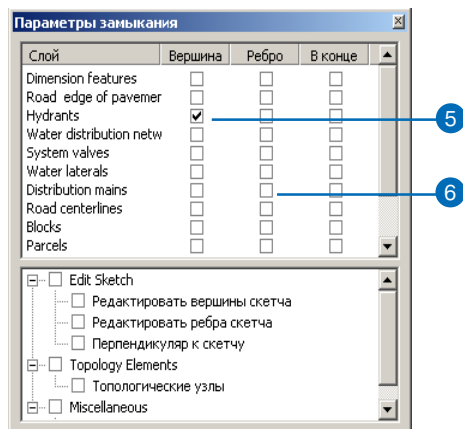 Параметры замыкания
Слой Вершина Ребро В конце
Dimension features
Road edge of pavemer
Hydrants
5
Water distribution netw
System valves
Water laterals
Distribution mains
6
Road centerlines
Blocks
Parcels
Edit Sketch
Редактировать вершины скетча
Редактировать ребра скетча
Перпендикуляр к скетчу
Topology Elements
Топологические узлы
Miscellaneous